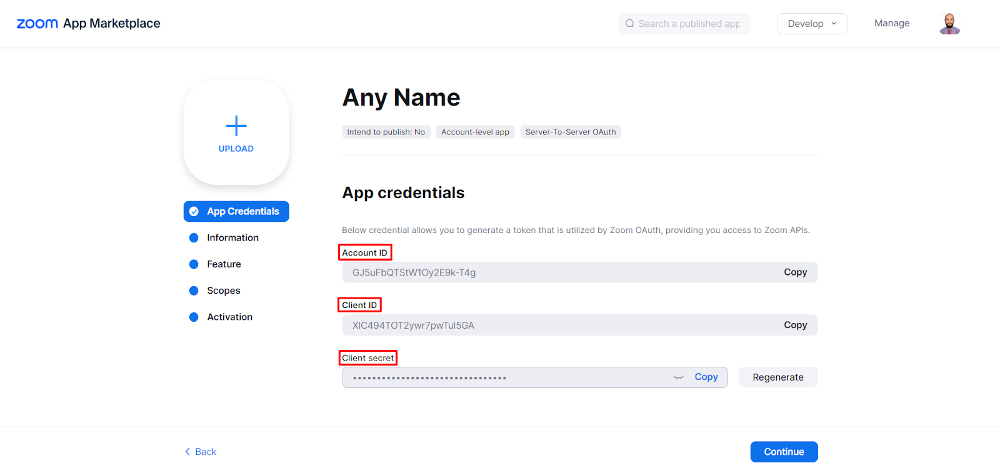 zoom App Marketplace
Search a published app
Develop
Manage
Any Name
Intend to publish: No
Account-level app
Server-To-Server OAuth
UPLOAD
App Credentials
Information
Feature
Scopes
Activation
App credentials
Below credential allows you to generate a token that is utilized by Zoom OAuth, providing you access to Zoom APIs.
Account ID
GJ5uFbQTStW1Oy2E9k-T4g
Copy
Client ID
XIC494TOT2ywr7pwTul5GA
Copy
Client secret
••••••••••••••••••••••••••••••••
Copy
Regenerate
Back
Continue